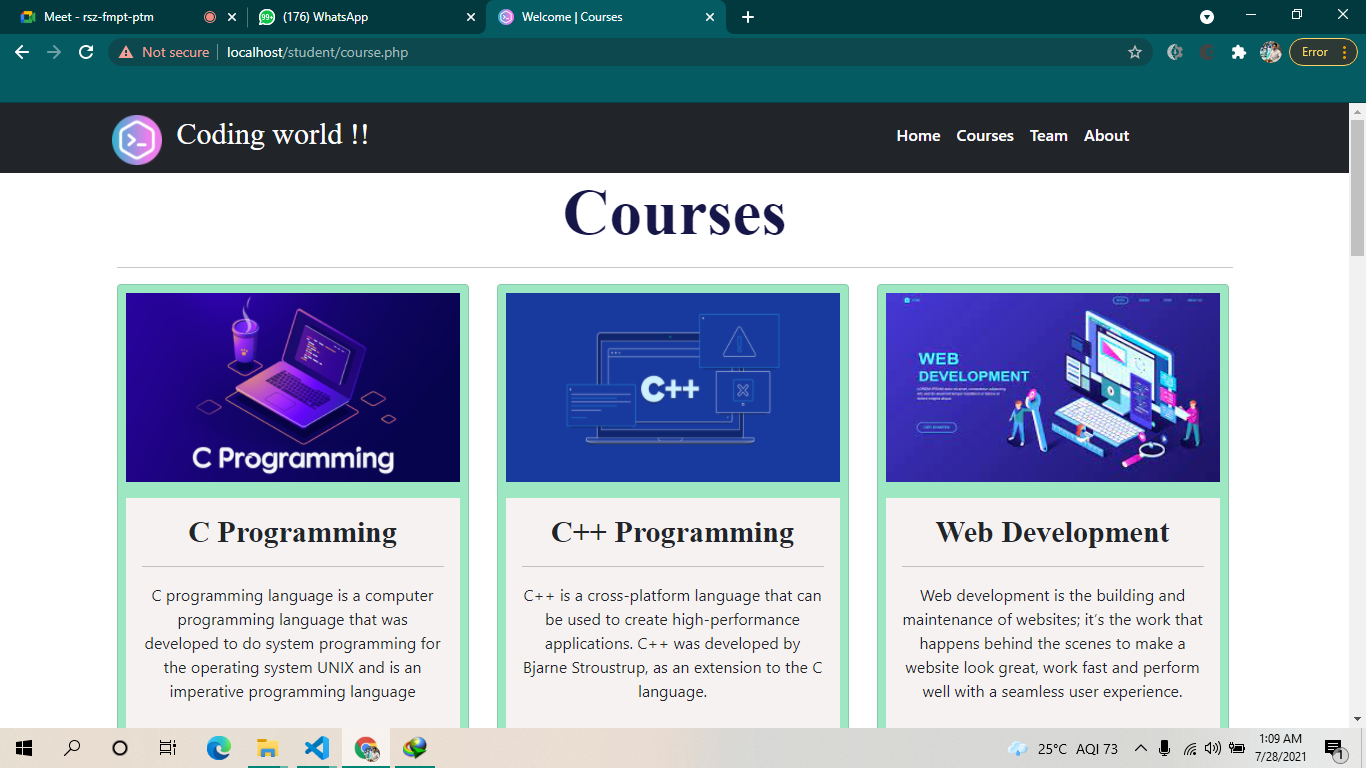 Meet - rsz-fmpt-ptm
99+
(176) WhatsApp
Welcome | Courses
Not secure
localhost/student/course.php
Error
Coding world !!
Home
Courses
Team
About
Courses
C Programming
C++
WEB
DEVELOPMENT
C Programming
C programming language is a computer
programming language that was
developed to do system programming for
the operating system UNIX and is an
imperative programming language
C++ Programming
C++ is a cross-platform language that can
be used to create high-performance
applications. C++ was developed by
Bjarne Stroustrup, as an extension to the C
language.
Web Development
Web development is the building and
maintenance of websites; it's the work that
happens behind the scenes to make a
website look great, work fast and perform
well with a seamless user experience.
25°C AQI 73
1:09 AM
7/28/2021
1